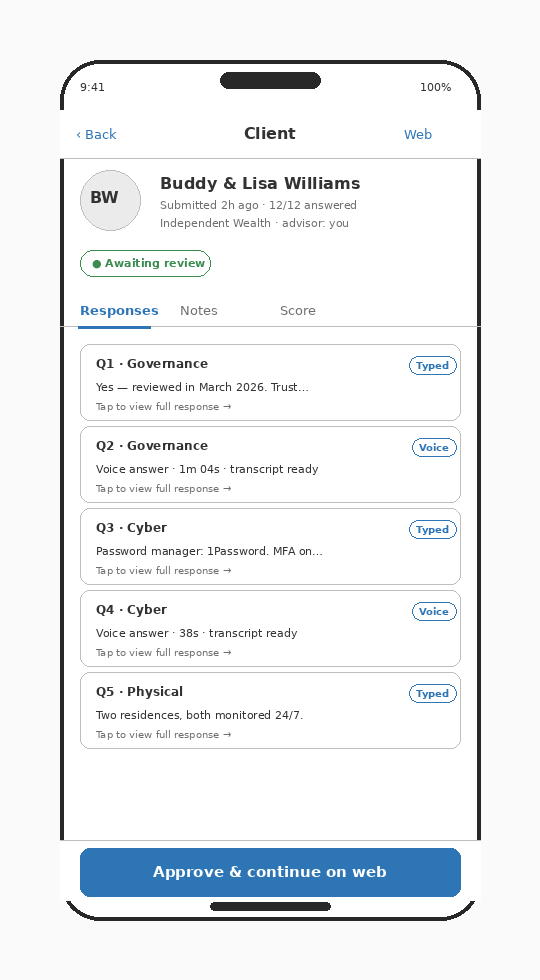 9:41 100%
‹ Back Client Web
BW
Buddy & Lisa Williams
Submitted 2h ago · 12/12 answered
Independent Wealth · advisor: you
● Awaiting review
Responses Notes Score
Q1 · Governance Typed
Yes — reviewed in March 2026. Trust…
Tap to view full response →
Q2 · Governance Voice
Voice answer · 1m 04s · transcript ready
Tap to view full response →
Q3 · Cyber Typed
Password manager: 1Password. MFA on…
Tap to view full response →
Q4 · Cyber Voice
Voice answer · 38s · transcript ready
Tap to view full response →
Q5 · Physical Typed
Two residences, both monitored 24/7.
Tap to view full response →
Approve & continue on web